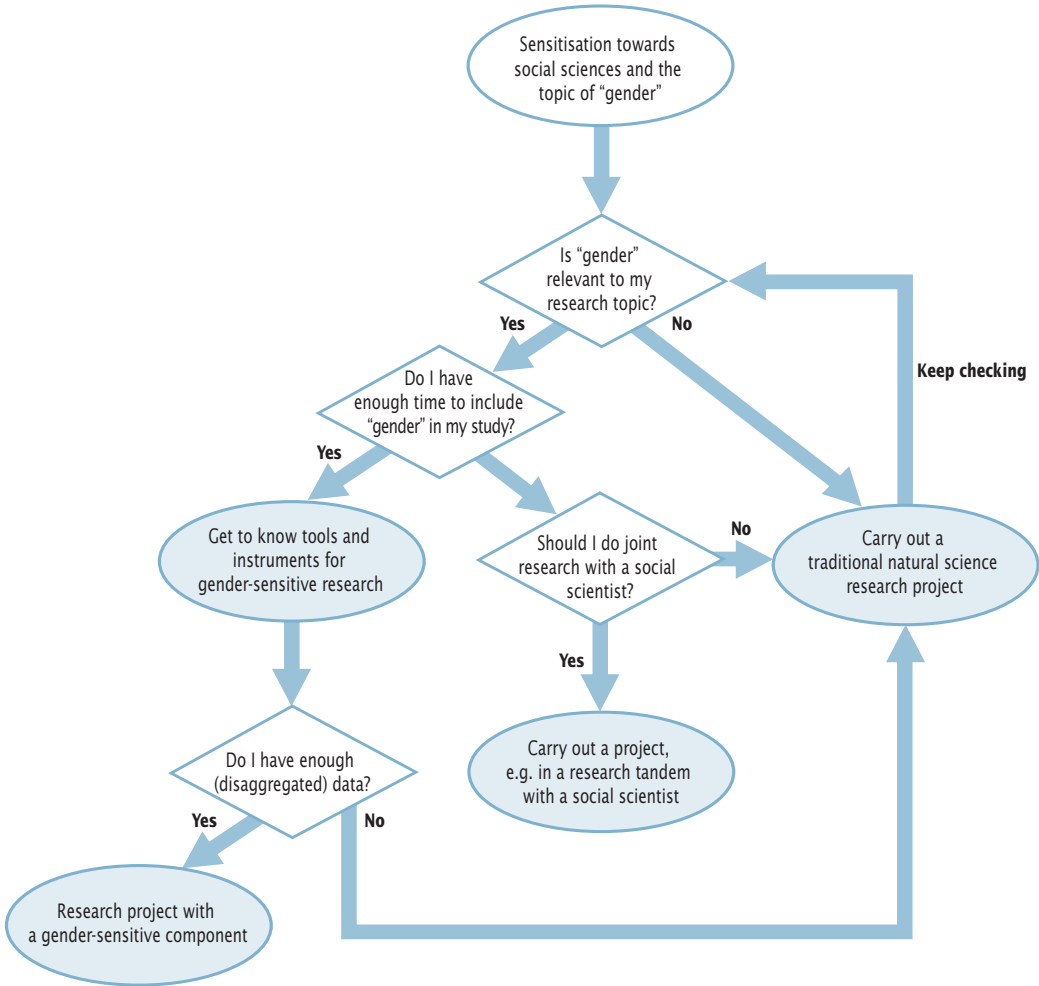 Sensitisation towards
social sciences and the
topic of “gender”
Is “gender”
relevant to my
research topic?
Yes
No
Keep checking
Do I have
enough time to include
“gender” in my study?
Yes
Get to know tools and
instruments for
gender-sensitive research
Should I do joint
research with a social
scientist?
No
Carry out a
traditional natural science
research project
Yes
Do I have enough
(disaggregated) data?
Carry out a project,
e.g. in a research tandem
with a social scientist
Yes
No
Research project with
a gender-sensitive component